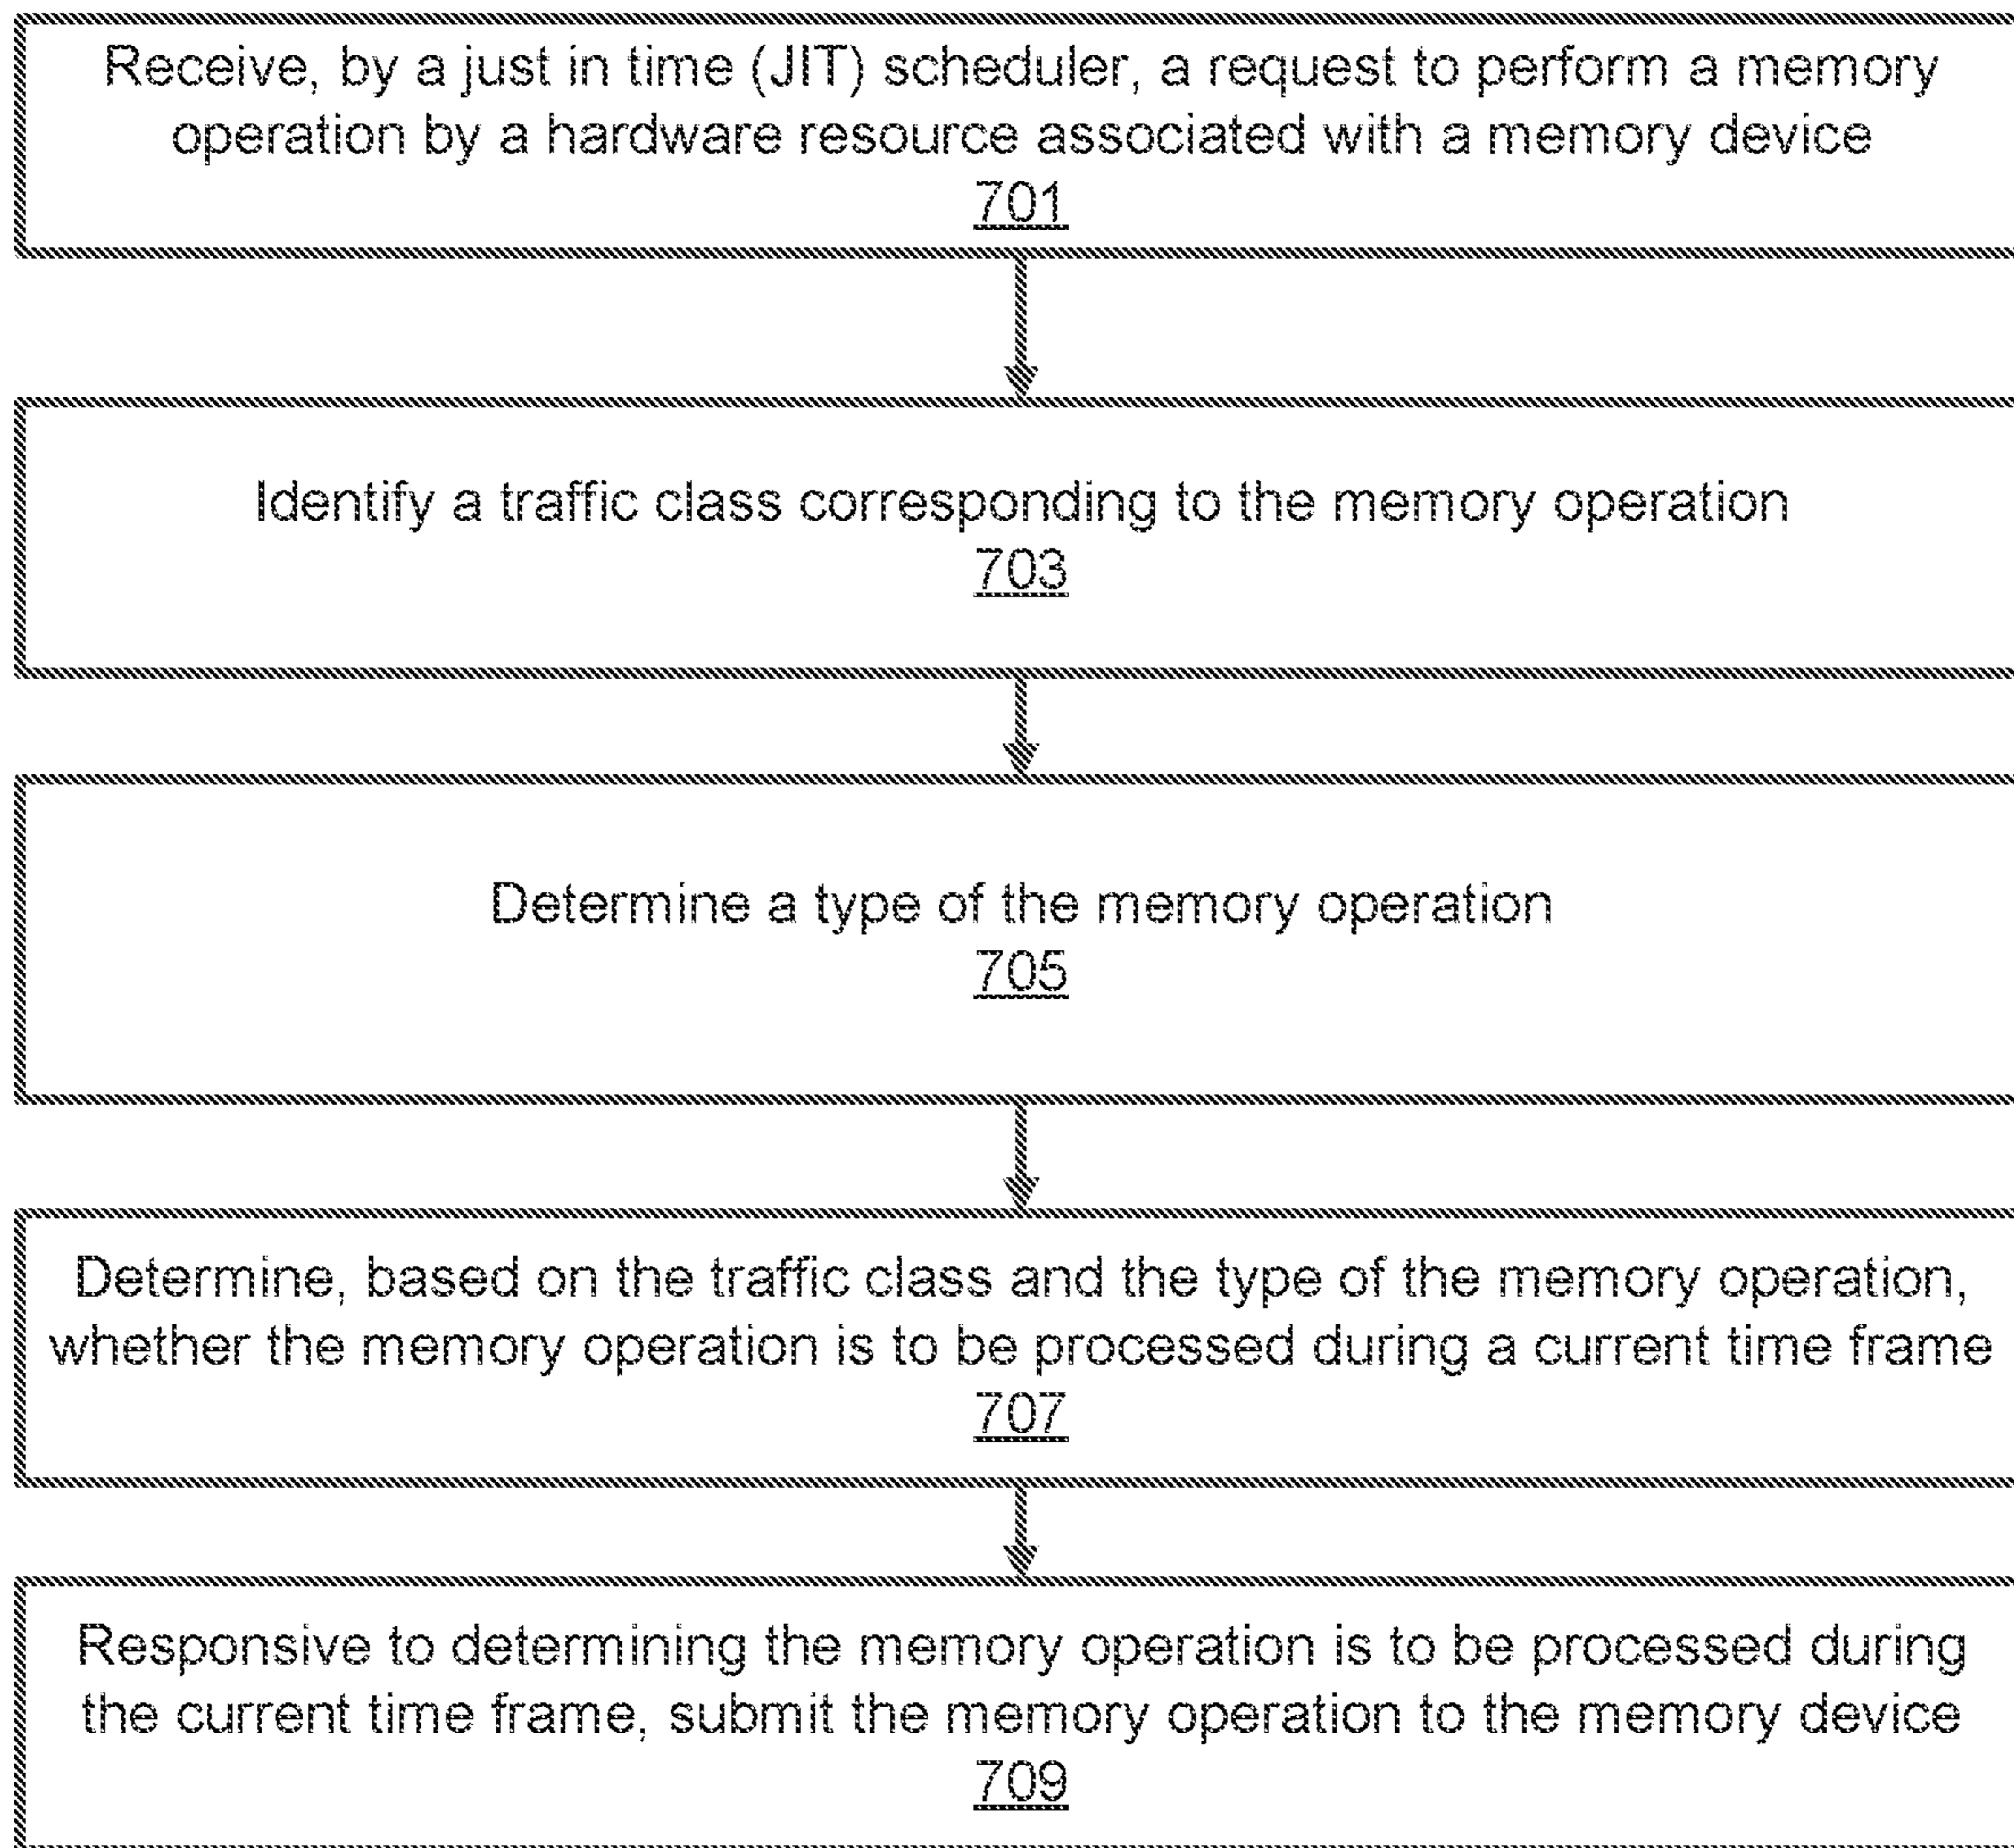 Receive, by a just in time (JIT) scheduler, a request to perform a memory
operation by a hardware resource associated with a memory device
701
Identify a traffic class corresponding to the memory operation
703
Determine a type of the memory operation
705
Determine, based on the traffic class and the type of the memory operation,
whether the memory operation is to be processed during a current time frame
707
Responsive to determining the memory operation is to be processed during
the current time frame, submit the memory operation to the memory device
709